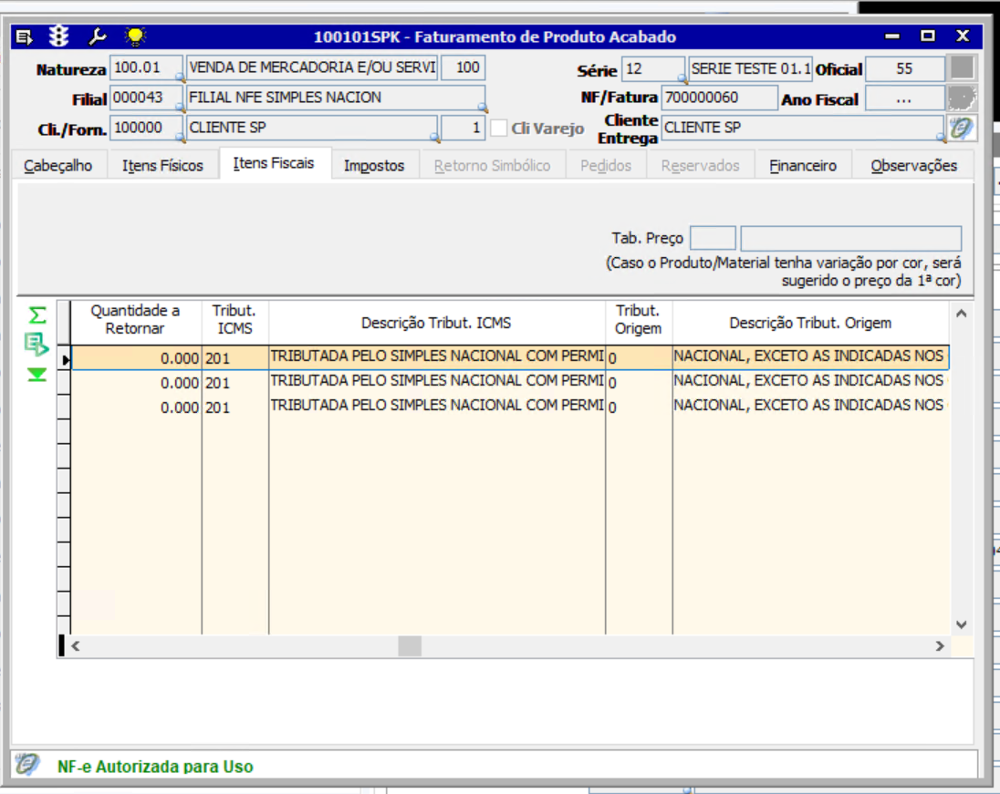 100101SPK - Faturamento de Produto Acabado
Natureza 100.01 VENDA DE MERCADORIA E/OU SERVI 100 Série 12 SERIE TESTE 01.1 Oficial 55
Filial 000043 FILIAL NFE SIMPLES NACION NF/Fatura 700000060 Ano Fiscal ...
Cli./Forn. 100000 CLIENTE SP 1 Cli Varejo Cliente Entrega CLIENTE SP
Cabeçalho Itens Físicos Itens Fiscais Impostos Retorno Simbólico Pedidos Reservados Financeiro Observações
Tab. Preço
(Caso o Produto/Material tenha variação por cor, será
sugerido o preço da 1ª cor)
Quantidade a Retornar Tribut. ICMS Descrição Tribut. ICMS Tribut. Origem Descrição Tribut. Origem
0.000 201 TRIBUTADA PELO SIMPLES NACIONAL COM PERMI 0 NACIONAL, EXCETO AS INDICADAS NOS
0.000 201 TRIBUTADA PELO SIMPLES NACIONAL COM PERMI 0 NACIONAL, EXCETO AS INDICADAS NOS
0.000 201 TRIBUTADA PELO SIMPLES NACIONAL COM PERMI 0 NACIONAL, EXCETO AS INDICADAS NOS
NF-e Autorizada para Uso